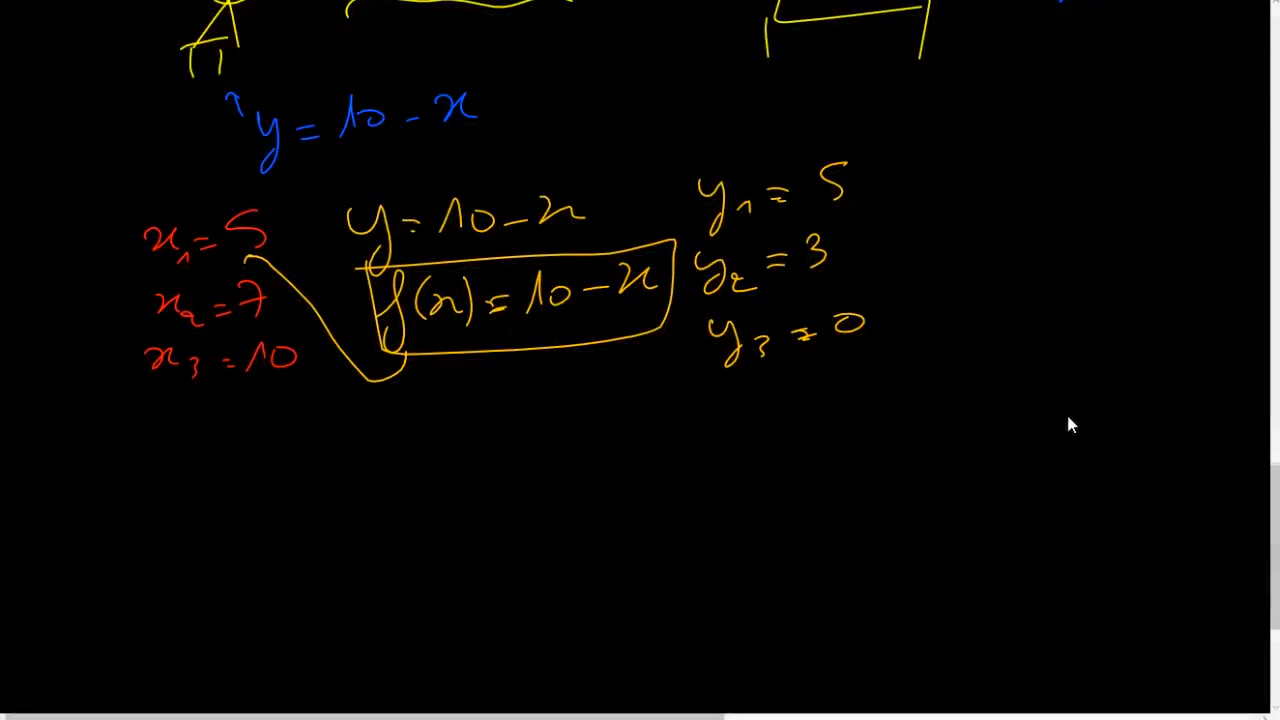 y = 10 - x
x₁ = 5
x₂ = 7
x₃ = 10
y = 10 - x
f(x) = 10 - x
y₁ = 5
y₂ = 3
y₃ = 0